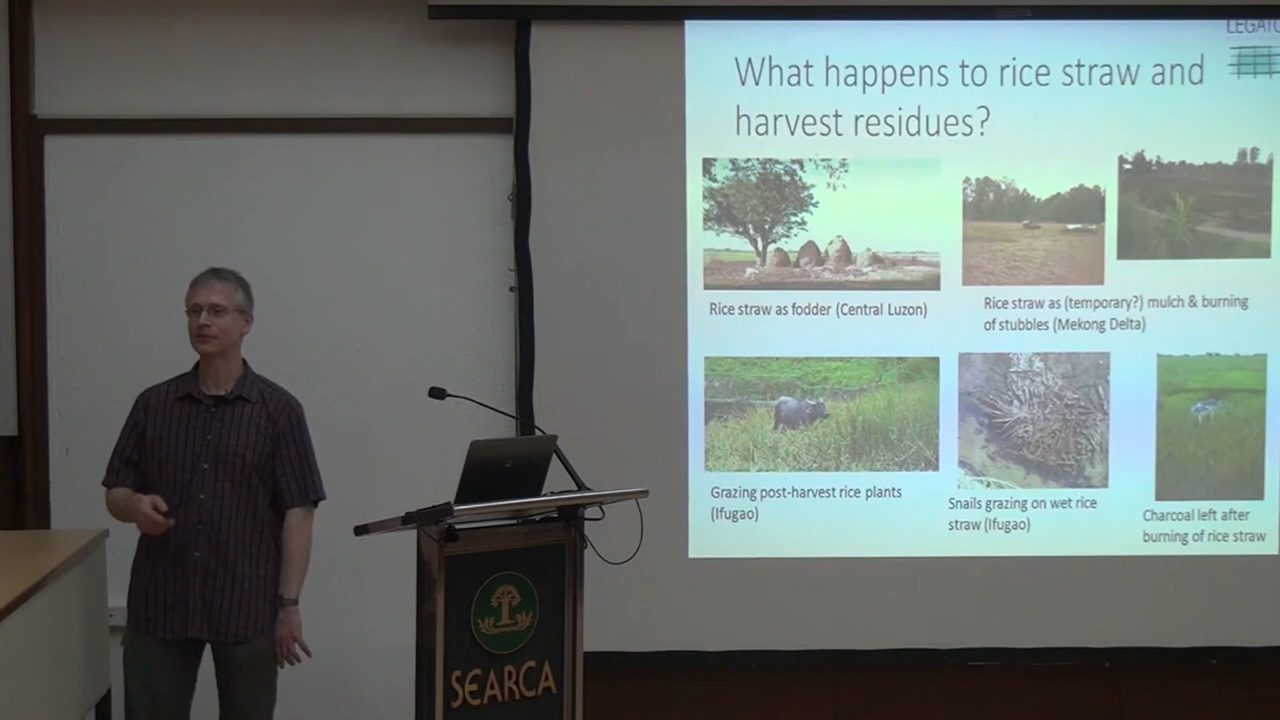 LEGATO
What happens to rice straw and
harvest residues?
Rice straw as fodder (Central Luzon)
Rice straw as (temporary?) mulch & burning
of stubbles (Mekong Delta)
Grazing post-harvest rice plants
(Ifugao)
Snails grazing on wet rice
straw (Ifugao)
Charcoal left after
burning of rice straw
SEARCA